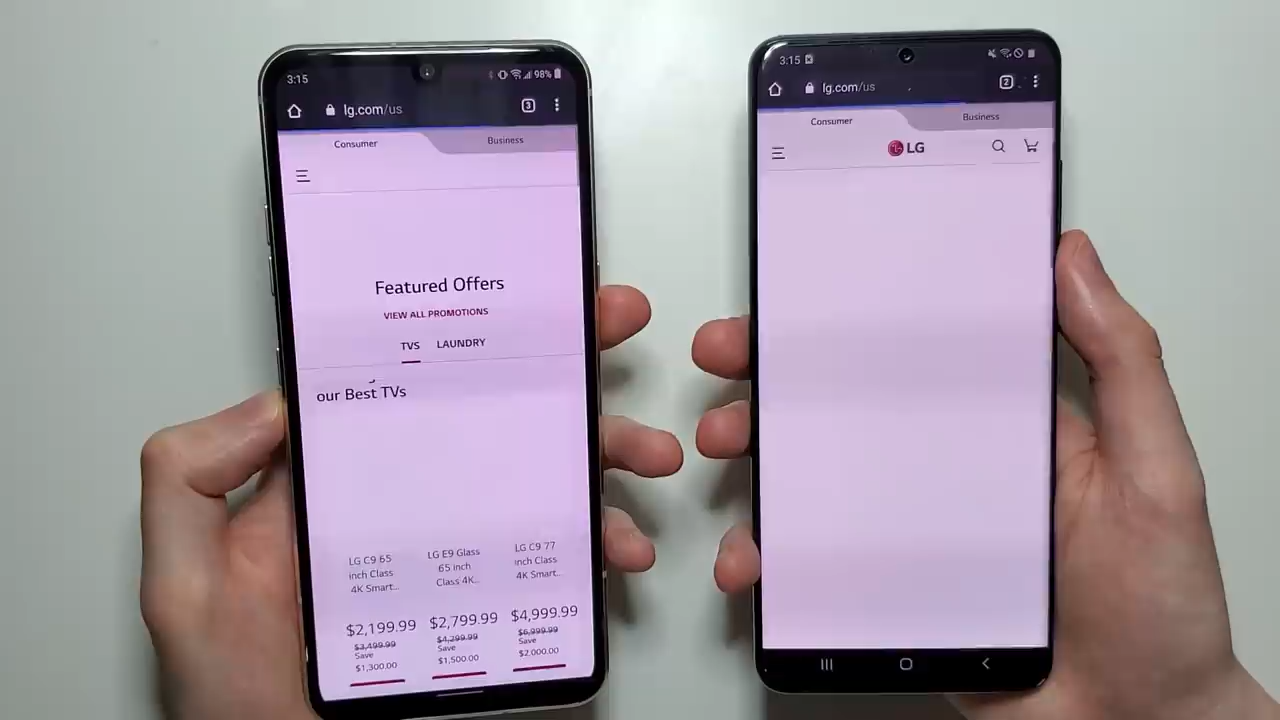 3:15
98%
lg.com/us
3
Consumer
Business
Featured Offers
VIEW ALL PROMOTIONS
TVS
LAUNDRY
our Best TVs
LG C9 65
inch Class
4K Smart...
LG E9 Glass
65 inch
Class 4K...
LG C9 77
inch Class
4K Smart...
$2,199.99
$3,499.99
Save
$1,300.00
$2,799.99
$4,299.99
Save
$1,500.00
$4,999.99
$6,999.99
Save
$2,000.00
3:15
lg.com/us
2
Consumer
Business
LG